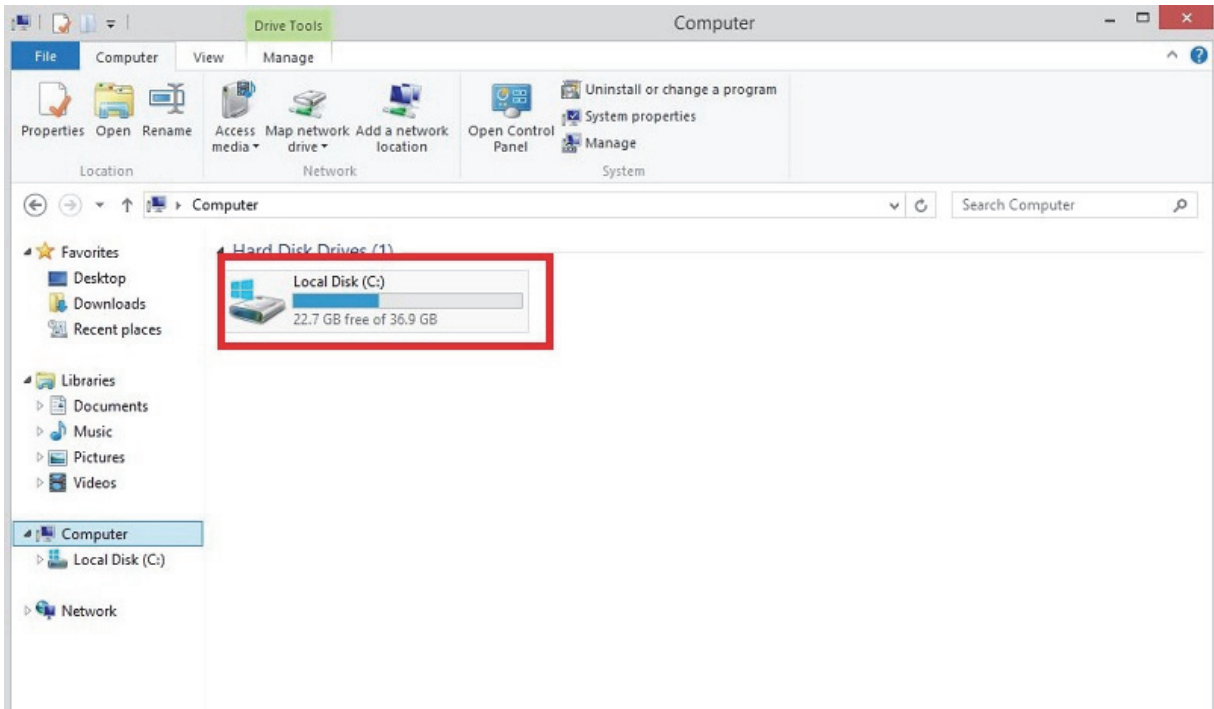 Drive Tools
Computer
File Computer View Manage
Properties Open Rename
Access media
Map network drive
Add a network location
Open Control Panel
Uninstall or change a program
System properties
Manage
Location
Network
System
Computer
Search Computer
Favorites
Desktop
Downloads
Recent places
Libraries
Documents
Music
Pictures
Videos
Computer
Local Disk (C:)
Network
Hard Disk Drives (1)
Local Disk (C:)
22.7 GB free of 36.9 GB